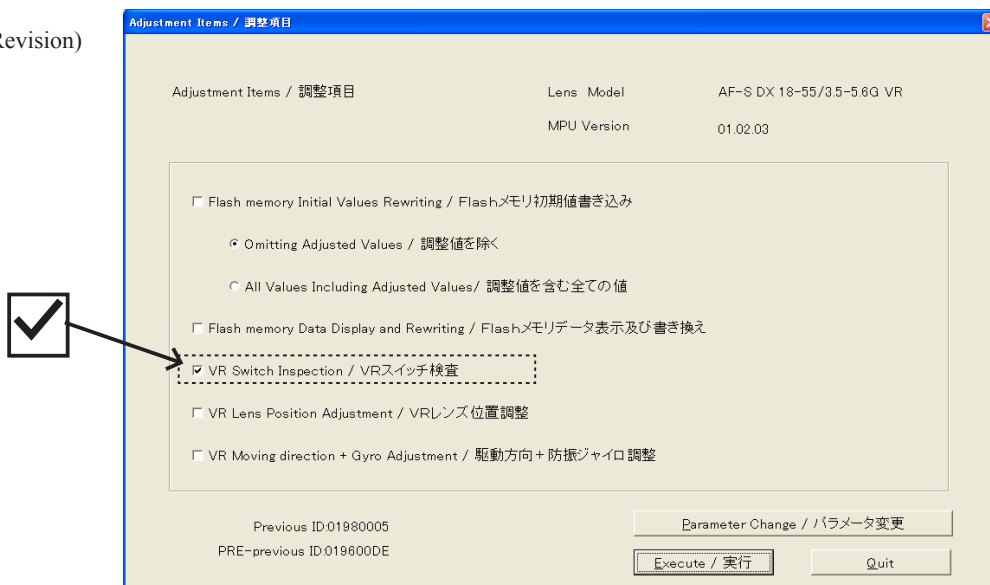 Revision)
Adjustment Items / 調整項目
Adjustment Items / 調整項目 Lens Model AF-S DX 18-55/3.5-5.6G VR
MPU Version 01.02.03
Flash memory Initial Values Rewriting / Flashメモリ初期値書き込み
Omitting Adjusted Values / 調整値を除く
All Values Including Adjusted Values/ 調整値を含む全ての値
Flash memory Data Display and Rewriting / Flashメモリデータ表示及び書き換え
VR Switch Inspection / VRスイッチ検査
VR Lens Position Adjustment / VRレンズ位置調整
VR Moving direction + Gyro Adjustment / 駆動方向+防振ジャイロ調整
Previous ID:01980005 Parameter Change / パラメータ変更
PRE-previous ID:019600DE Execute / 実行 Quit